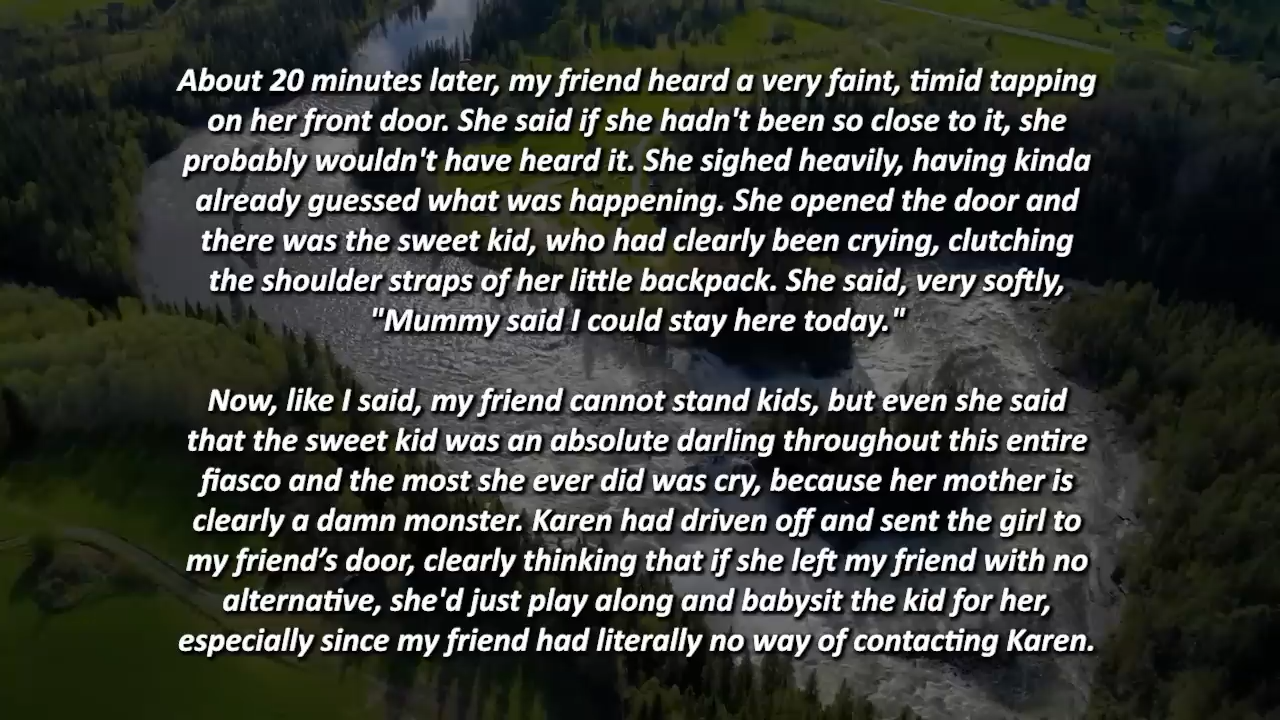 About 20 minutes later, my friend heard a very faint, timid tapping
on her front door. She said if she hadn't been so close to it, she
probably wouldn't have heard it. She sighed heavily, having kinda
already guessed what was happening. She opened the door and
there was the sweet kid, who had clearly been crying, clutching
the shoulder straps of her little backpack. She said, very softly,
"Mummy said I could stay here today."
Now, like I said, my friend cannot stand kids, but even she said
that the sweet kid was an absolute darling throughout this entire
fiasco and the most she ever did was cry, because her mother is
clearly a damn monster. Karen had driven off and sent the girl to
my friend’s door, clearly thinking that if she left my friend with no
alternative, she'd just play along and babysit the kid for her,
especially since my friend had literally no way of contacting Karen.